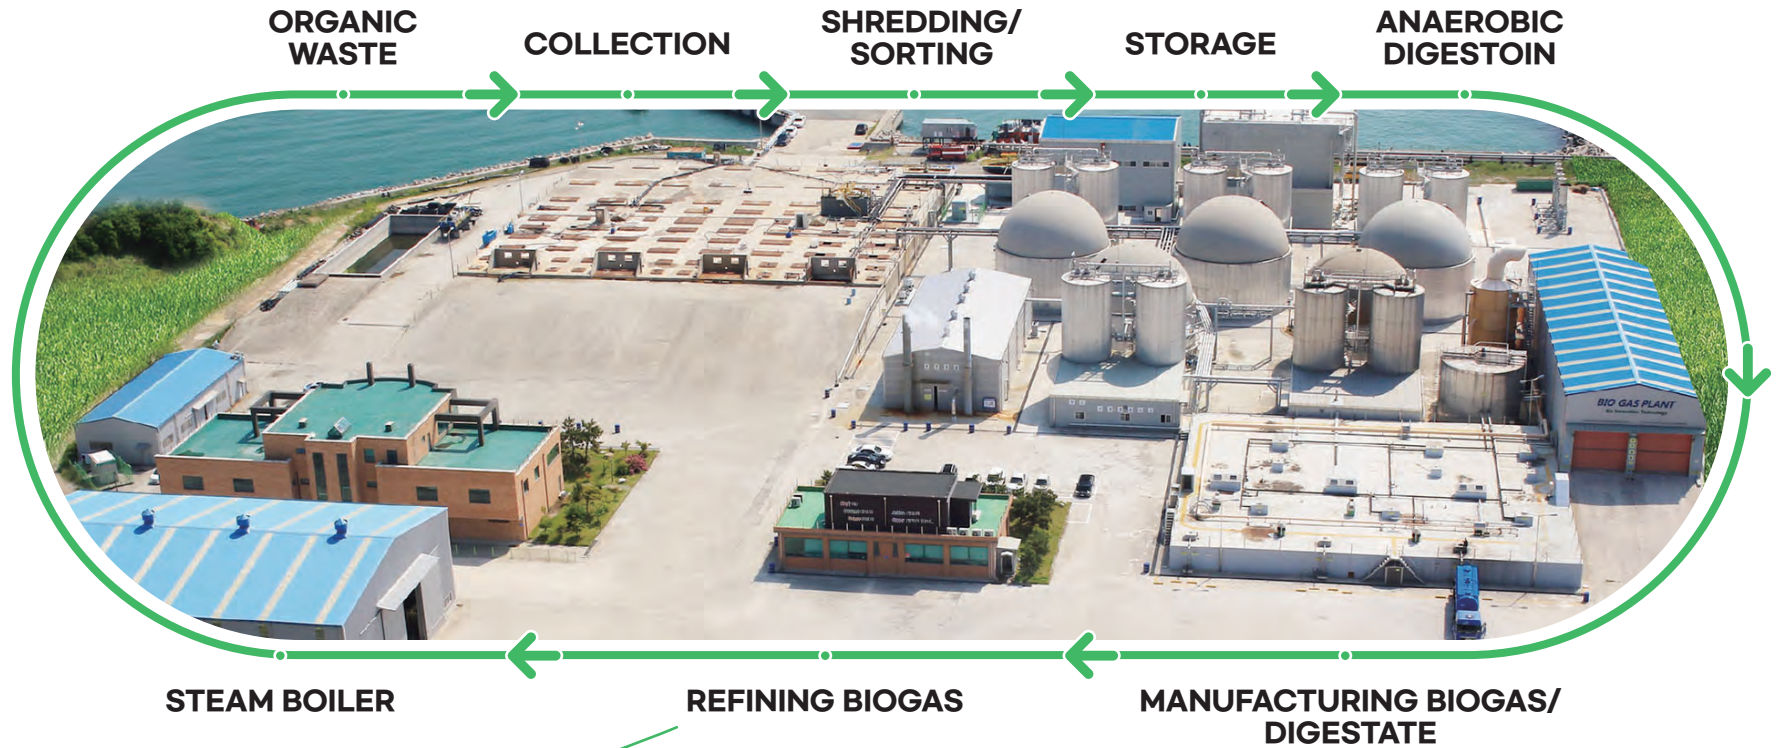 ORGANIC
WASTE
COLLECTION
SHREDDING/
SORTING
STORAGE
ANAEROBIC
DIGESTOIN
BIO GAS PLANT
STEAM BOILER
REFINING BIOGAS
MANUFACTURING BIOGAS/
DIGESTATE